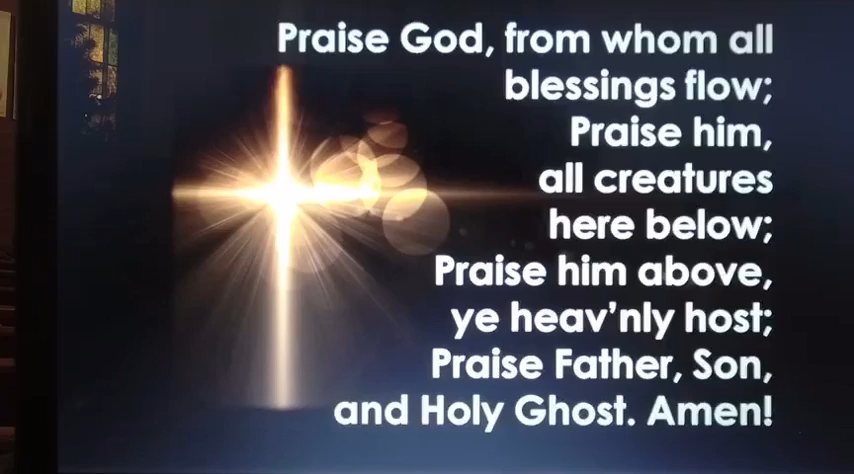 Praise God, from whom all
blessings flow;
Praise him,
all creatures
here below;
Praise him above,
ye heav'nly host;
Praise Father, Son,
and Holy Ghost. Amen!